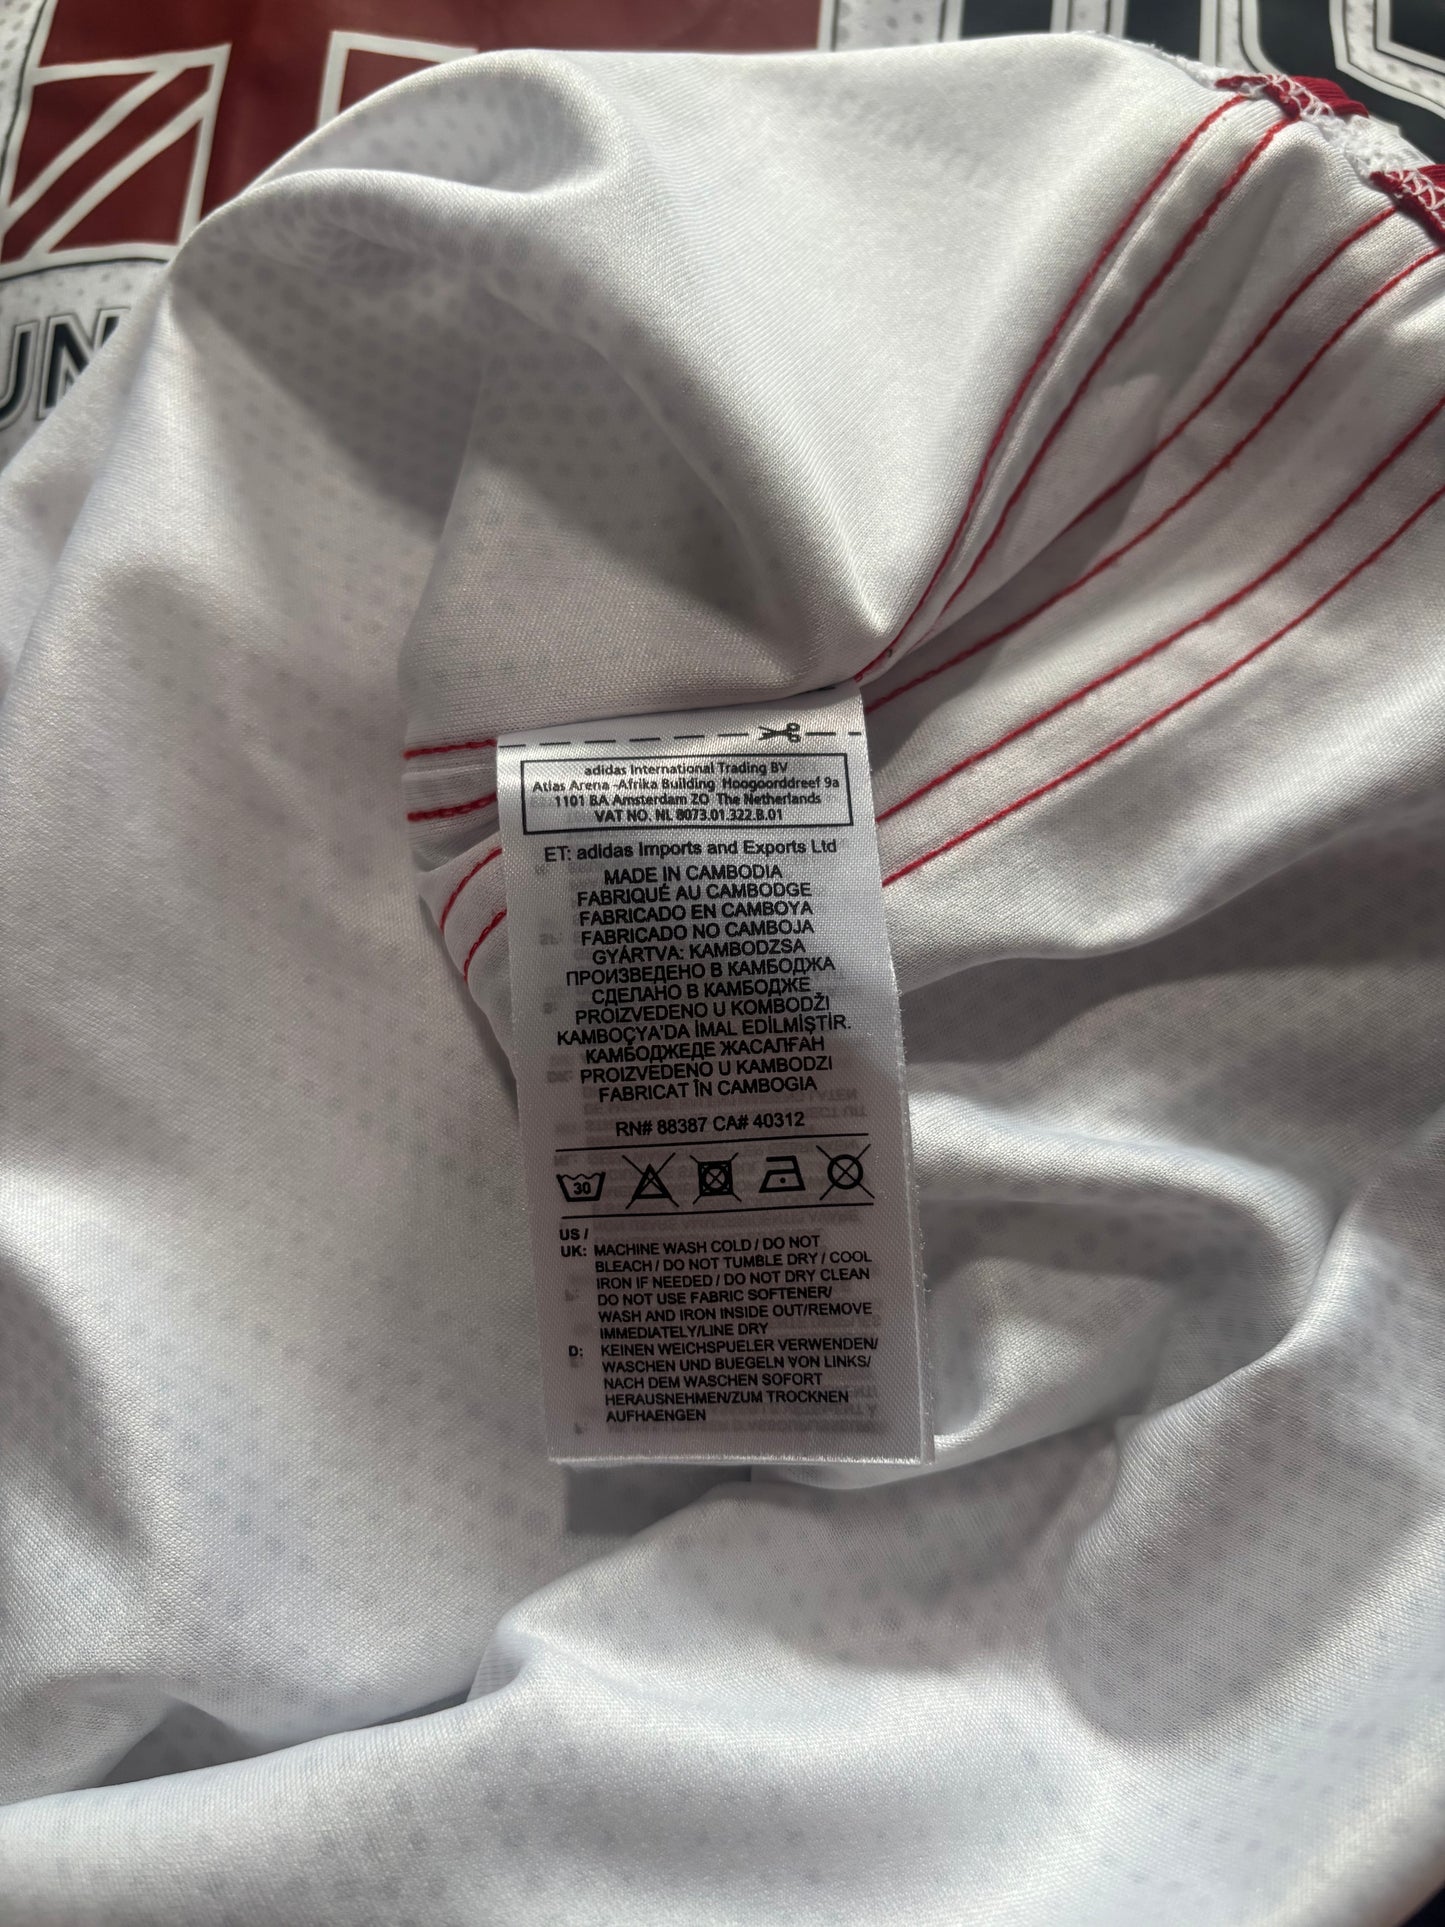 UN
adidas International Trading BV
Atlas Arena -Afrika Building Hoogoorddreef 9a
1101 BA Amsterdam ZO The Netherlands
VAT NO. NL 8073.01.322.B.01
ET: adidas Imports and Exports Ltd
MADE IN CAMBODIA
FABRIQUÉ AU CAMBODGE
FABRICADO EN CAMBOYA
FABRICADO NO CAMBOJA
GYÁRTVA: KAMBODZSA
ПРОИЗВЕДЕНО В КАМБОДЖА
СДЕЛАНО В КАМБОДЖЕ
PROIZVEDENO U KOMBODŽI
KAMBOÇYA'DA İMAL EDİLMİŞTİR.
КАМБОДЖЕДЕ ЖАСАЛҒАН
PROIZVEDENO U KAMBODZI
FABRICAT ÎN CAMBOGIA
RN# 88387 CA# 40312
30
US /
UK: MACHINE WASH COLD / DO NOT
BLEACH / DO NOT TUMBLE DRY / COOL
IRON IF NEEDED / DO NOT DRY CLEAN
DO NOT USE FABRIC SOFTENER/
WASH AND IRON INSIDE OUT/REMOVE
IMMEDIATELY/LINE DRY
D: KEINEN WEICHSPUELER VERWENDEN/
WASCHEN UND BUEGELN VON LINKS/
NACH DEM WASCHEN SOFORT
HERAUSNEHMEN/ZUM TROCKNEN
AUFHAENGEN